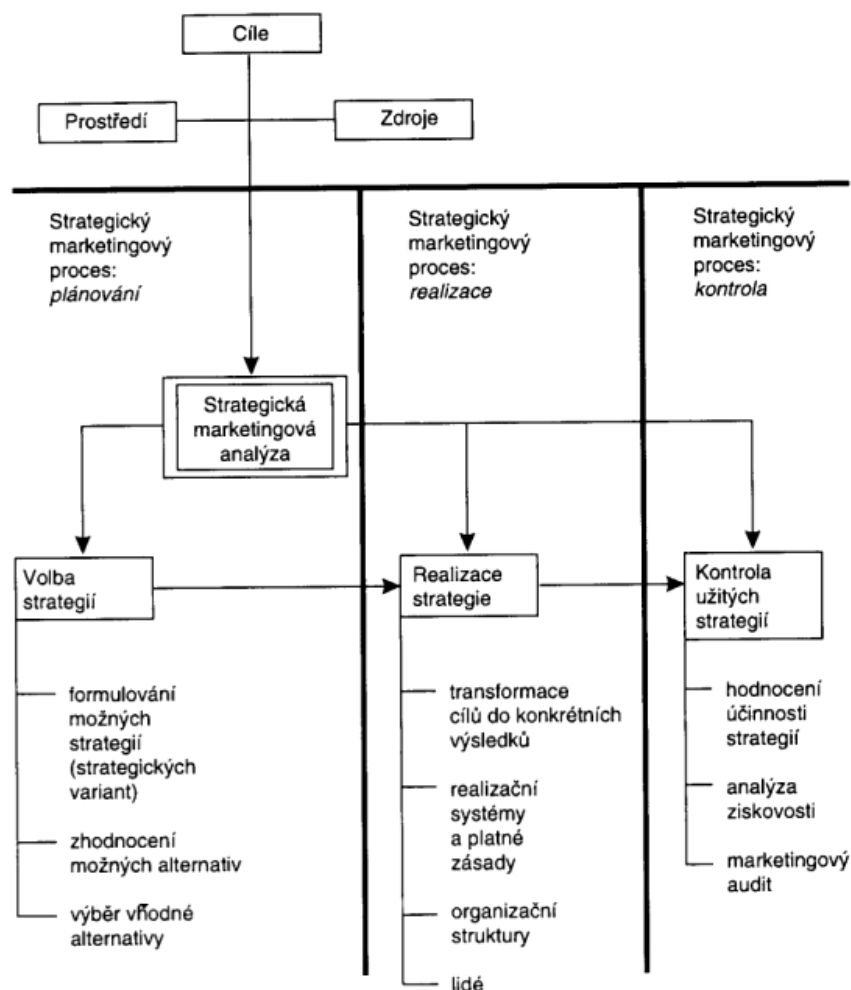 Cíle
Prostředí
Zdroje
Strategický
marketingový
proces:
plánování
Strategický
marketingový
proces:
realizace
Strategický
marketingový
proces:
kontrola
Strategická
marketingová
analýza
Volba
strategií
Realizace
strategie
Kontrola
užitých
strategií
formulování
možných
strategií
(strategických
variant)
zhodnocení
možných alternativ
výběr vhodné
alternativy
transformace
cílů do konkrétních
výsledků
realizační
systémy
a platné
zásady
organizační
struktury
lidé
hodnocení
účinnosti
strategií
analýza
ziskovosti
marketingový
audit